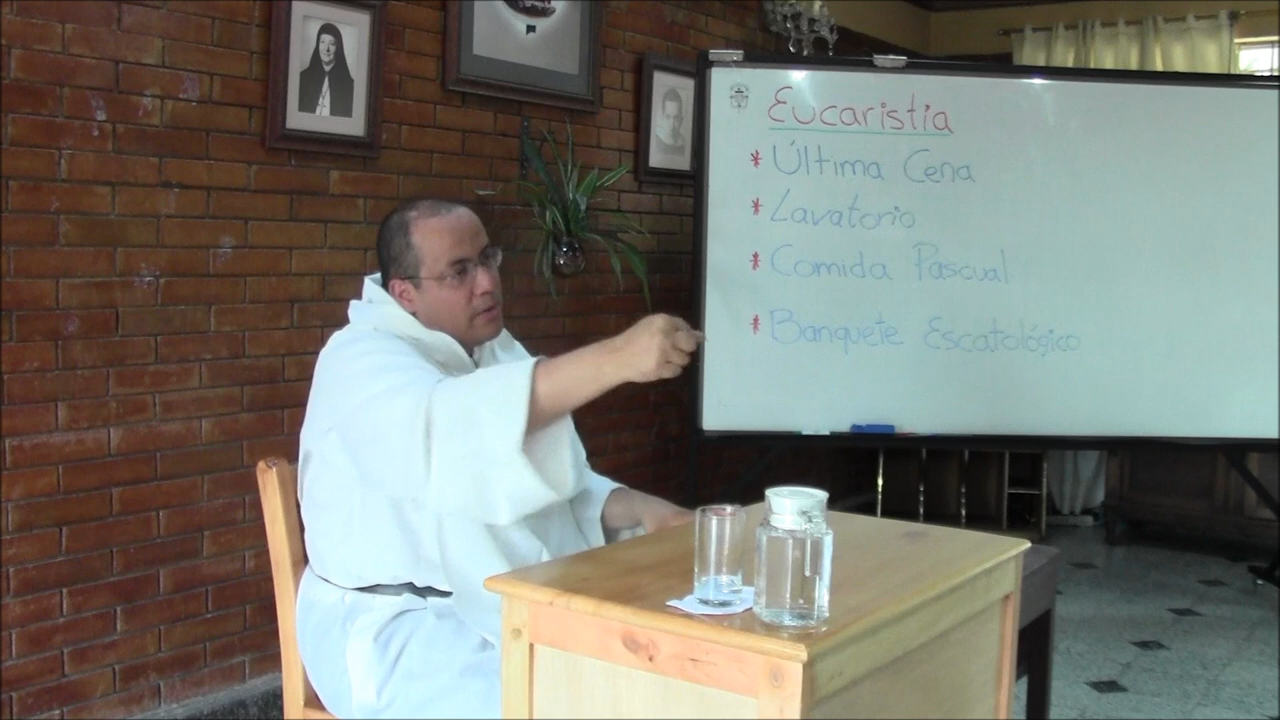 Eucaristía
* Última Cena
* Lavatorio
* Comida Pascual
* Banquete Escatológico